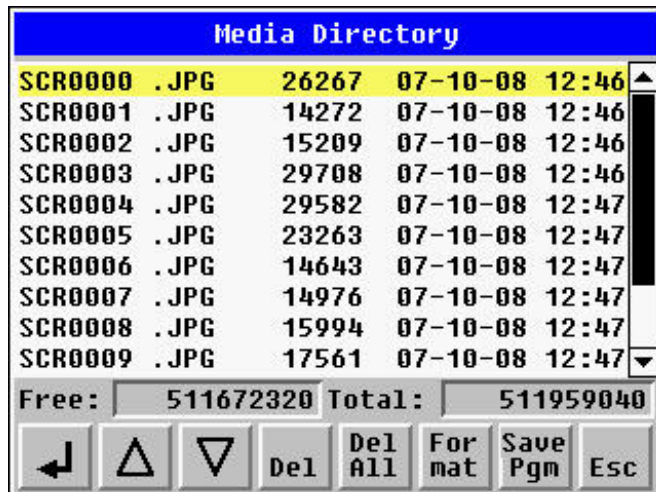 Media Directory
SCR0000 .JPG 26267 07-10-08 12:46
SCR0001 .JPG 14272 07-10-08 12:46
SCR0002 .JPG 15209 07-10-08 12:46
SCR0003 .JPG 29708 07-10-08 12:46
SCR0004 .JPG 29582 07-10-08 12:47
SCR0005 .JPG 23263 07-10-08 12:47
SCR0006 .JPG 14643 07-10-08 12:47
SCR0007 .JPG 14976 07-10-08 12:47
SCR0008 .JPG 15994 07-10-08 12:47
SCR0009 .JPG 17561 07-10-08 12:47
Free: 511672320 Total: 511959040
Del
Del
All
For
mat
Save
Pgm
Esc